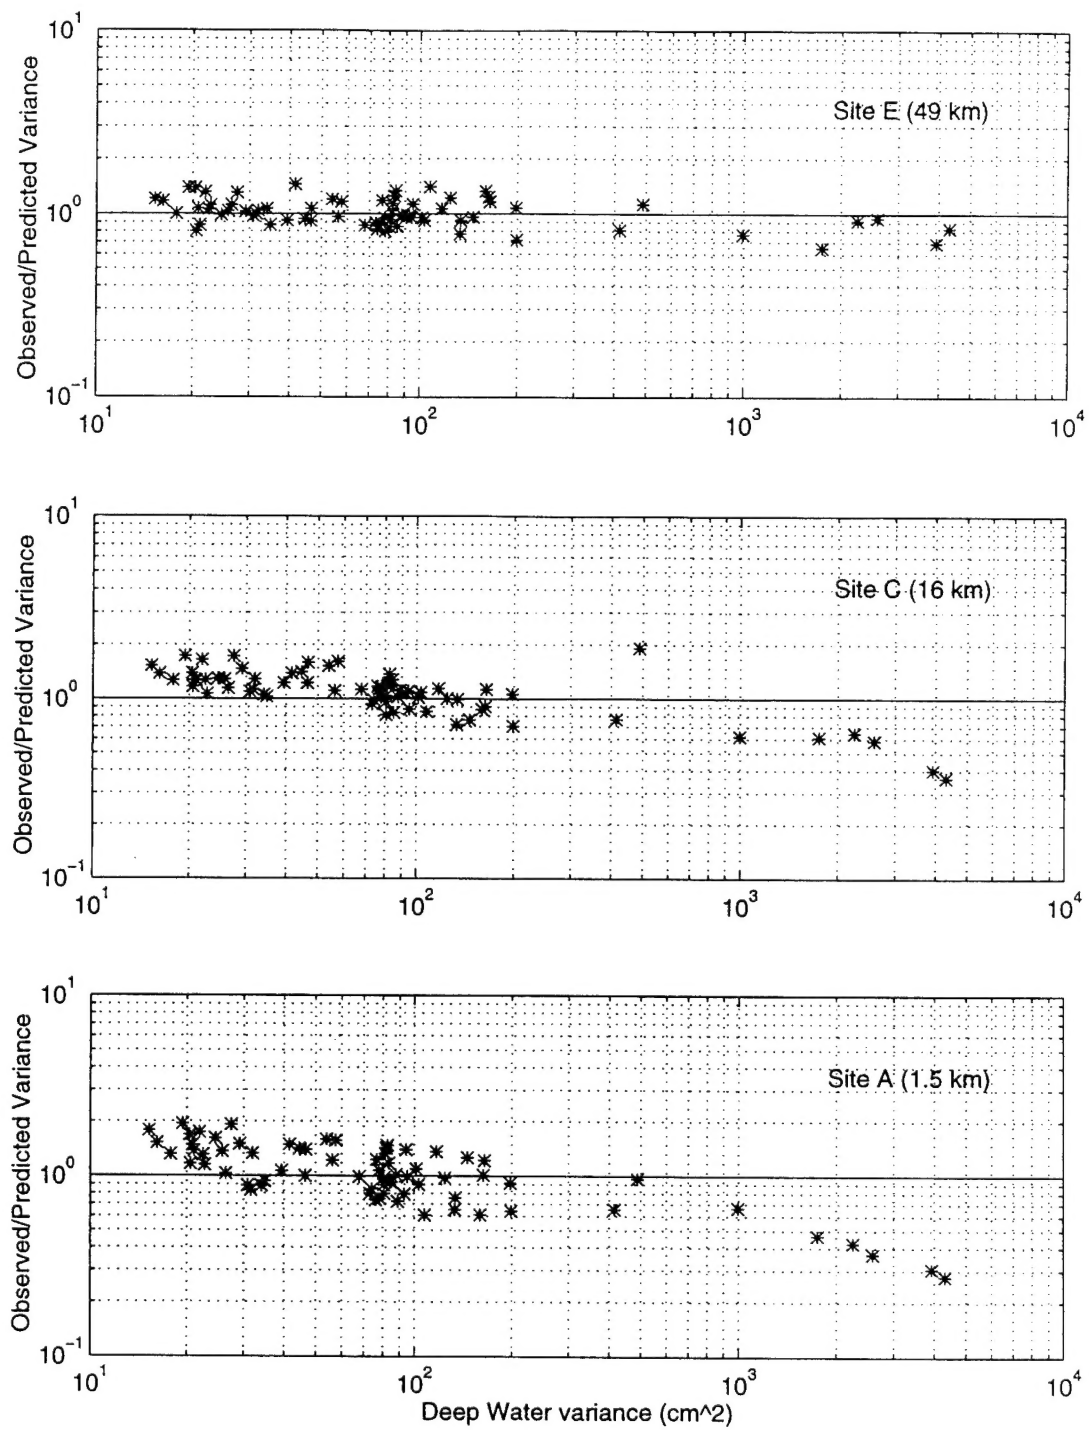 10^1
Observed/Predicted Variance
Site E (49 km)
10^0
10^-1
10^1 10^2 10^3 10^4
10^1
Observed/Predicted Variance
Site C (16 km)
10^0
10^-1
10^1 10^2 10^3 10^4
10^1
Observed/Predicted Variance
Site A (1.5 km)
10^0
10^-1
10^1 10^2 10^3 10^4
Deep Water variance (cm^2)